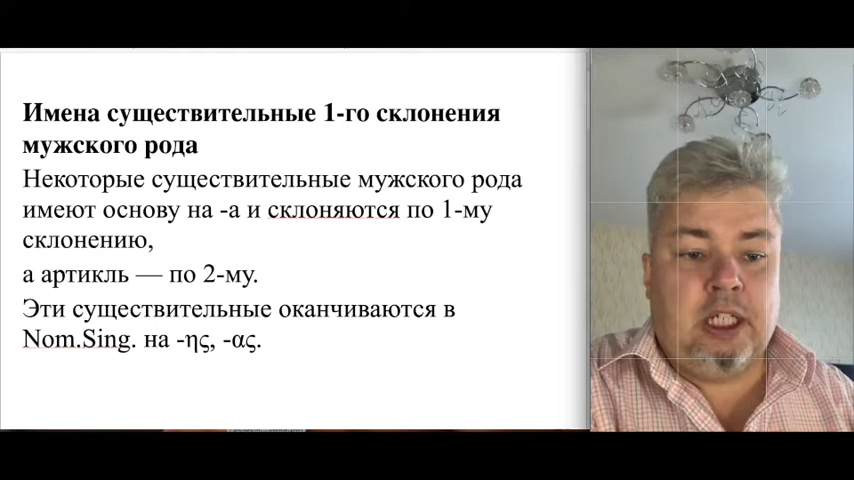 Имена существительные 1-го склонения
мужского рода
Некоторые существительные мужского рода
имеют основу на -а и склоняются по 1-му
склонению,
а артикль — по 2-му.
Эти существительные оканчиваются в
Nom.Sing. на -ης, -ας.